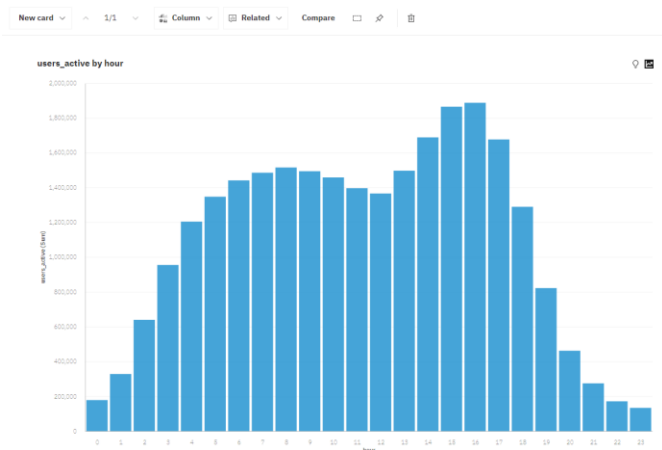 New card 1/1 Column Related Compare
users_active by hour
2,000,000
1,800,000
1,600,000
1,400,000
1,200,000
1,000,000
800,000
600,000
400,000
200,000
0
users_active (Sum)
0 1 2 3 4 5 6 7 8 9 10 11 12 13 14 15 16 17 18 19 20 21 22 23
hour